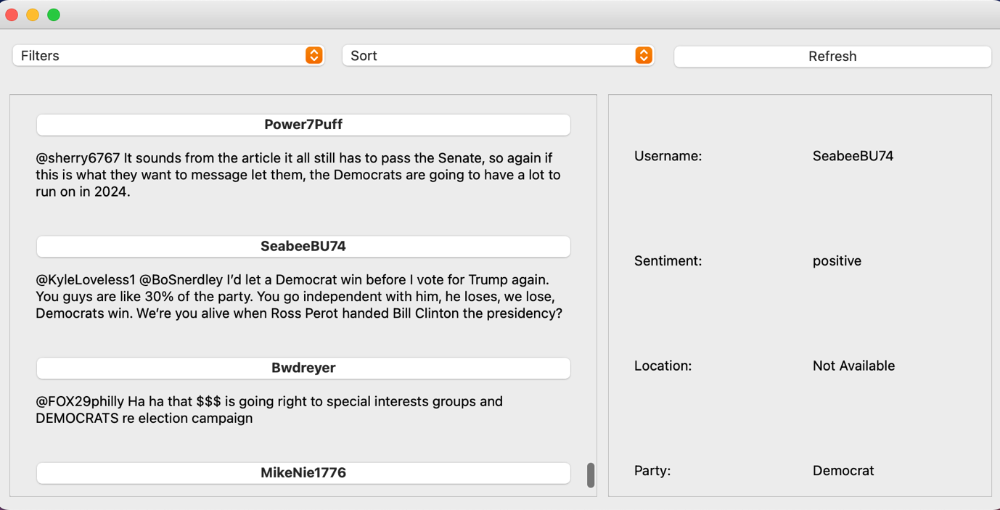 Filters
Sort
Refresh
Power7Puff
@sherry6767 It sounds from the article it all still has to pass the Senate, so again if
this is what they want to message let them, the Democrats are going to have a lot to
run on in 2024.
SeabeeBU74
@KyleLoveless1 @BoSnerdley I’d let a Democrat win before I vote for Trump again.
You guys are like 30% of the party. You go independent with him, he loses, we lose,
Democrats win. We’re you alive when Ross Perot handed Bill Clinton the presidency?
Bwdreyer
@FOX29philly Ha ha that $$$ is going right to special interests groups and
DEMOCRATS re election campaign
MikeNie1776
Username: SeabeeBU74
Sentiment: positive
Location: Not Available
Party: Democrat